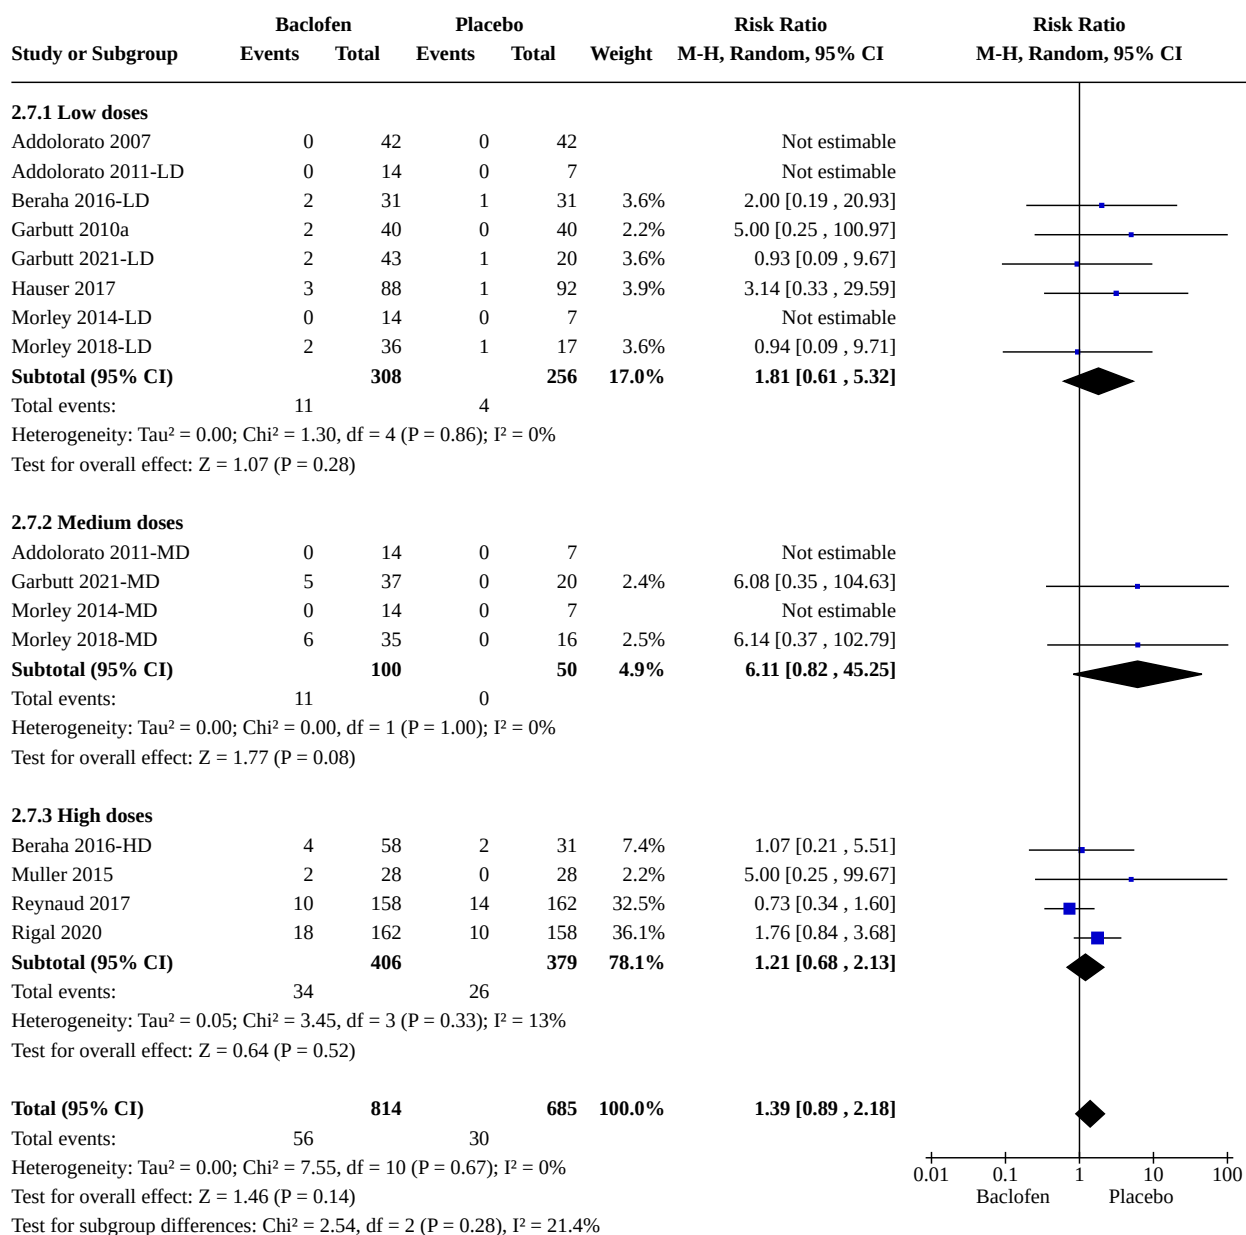 Baclofen Placebo Risk Ratio Risk Ratio
Study or Subgroup Events Total Events Total Weight M-H, Random, 95% CI M-H, Random, 95% CI
2.7.1 Low doses
Addolorato 2007 0 42 0 42 Not estimable
Addolorato 2011-LD 0 14 0 7 Not estimable
Beraha 2016-LD 2 31 1 31 3.6% 2.00 [0.19 , 20.93]
Garbutt 2010a 2 40 0 40 2.2% 5.00 [0.25 , 100.97]
Garbutt 2021-LD 2 43 1 20 3.6% 0.93 [0.09 , 9.67]
Hauser 2017 3 88 1 92 3.9% 3.14 [0.33 , 29.59]
Morley 2014-LD 0 14 0 7 Not estimable
Morley 2018-LD 2 36 1 17 3.6% 0.94 [0.09 , 9.71]
Subtotal (95% CI) 308 256 17.0% 1.81 [0.61 , 5.32]
Total events: 11 4
Heterogeneity: Tau² = 0.00; Chi² = 1.30, df = 4 (P = 0.86); I² = 0%
Test for overall effect: Z = 1.07 (P = 0.28)
2.7.2 Medium doses
Addolorato 2011-MD 0 14 0 7 Not estimable
Garbutt 2021-MD 5 37 0 20 2.4% 6.08 [0.35 , 104.63]
Morley 2014-MD 0 14 0 7 Not estimable
Morley 2018-MD 6 35 0 16 2.5% 6.14 [0.37 , 102.79]
Subtotal (95% CI) 100 50 4.9% 6.11 [0.82 , 45.25]
Total events: 11 0
Heterogeneity: Tau² = 0.00; Chi² = 0.00, df = 1 (P = 1.00); I² = 0%
Test for overall effect: Z = 1.77 (P = 0.08)
2.7.3 High doses
Beraha 2016-HD 4 58 2 31 7.4% 1.07 [0.21 , 5.51]
Muller 2015 2 28 0 28 2.2% 5.00 [0.25 , 99.67]
Reynaud 2017 10 158 14 162 32.5% 0.73 [0.34 , 1.60]
Rigal 2020 18 162 10 158 36.1% 1.76 [0.84 , 3.68]
Subtotal (95% CI) 406 379 78.1% 1.21 [0.68 , 2.13]
Total events: 34 26
Heterogeneity: Tau² = 0.05; Chi² = 3.45, df = 3 (P = 0.33); I² = 13%
Test for overall effect: Z = 0.64 (P = 0.52)
Total (95% CI) 814 685 100.0% 1.39 [0.89 , 2.18]
Total events: 56 30
Heterogeneity: Tau² = 0.00; Chi² = 7.55, df = 10 (P = 0.67); I² = 0%
0.01 0.1 1 10 100
Test for overall effect: Z = 1.46 (P = 0.14) Baclofen Placebo
Test for subgroup differences: Chi² = 2.54, df = 2 (P = 0.28), I² = 21.4%